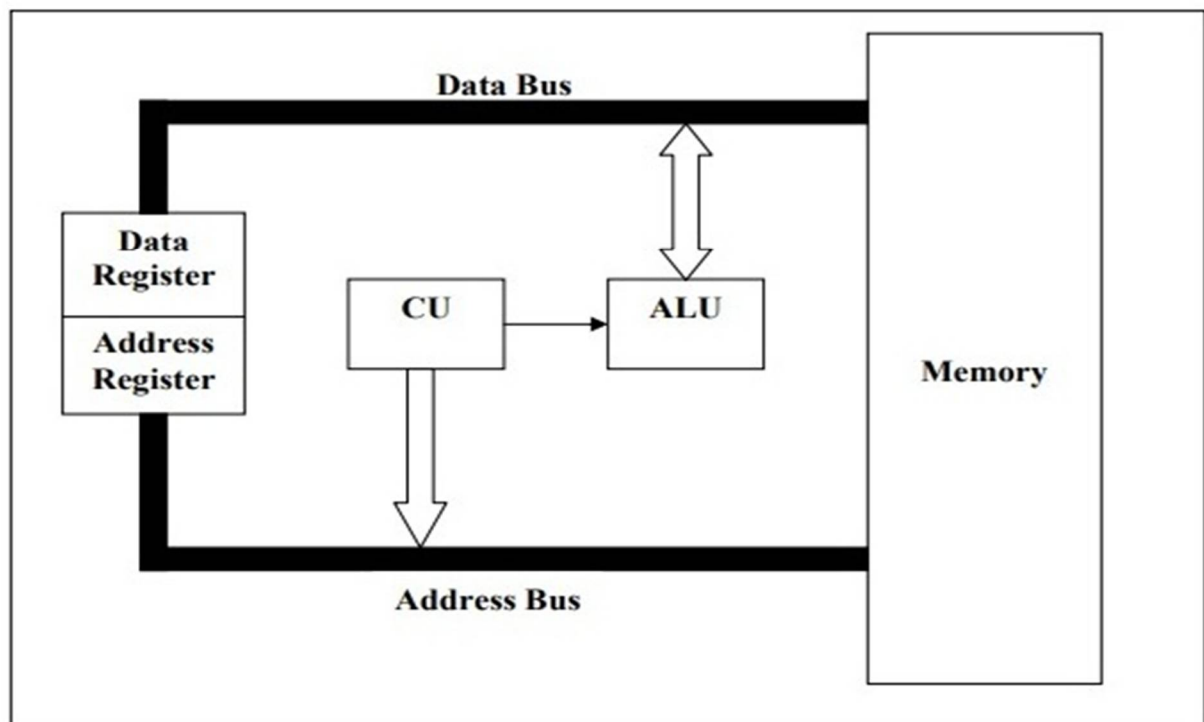 Data Bus
Data
Register
Address
Register
CU
ALU
Memory
Address Bus